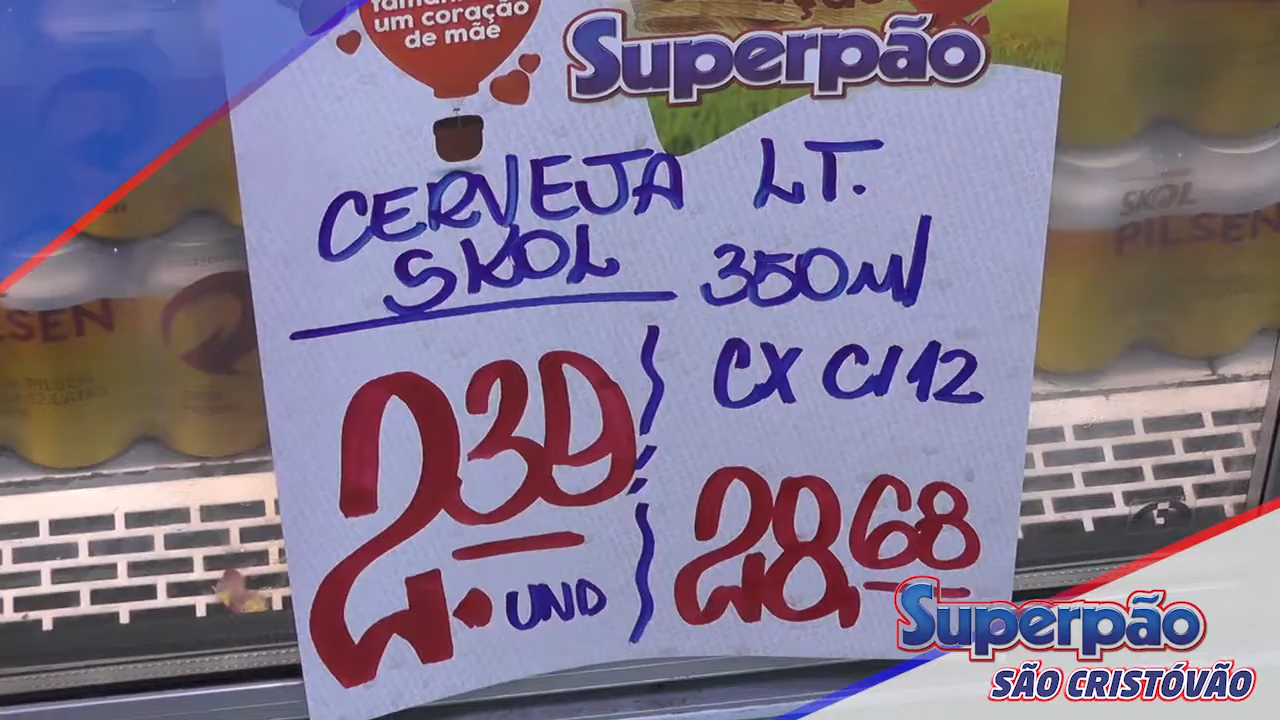 um coração
de mãe
Superpão
CERVEJA LT.
SKOL 350ml
CX C/12
2,39
UND
28,68
SKOL
PILSEN
LSEN
PILSEN
Superpão
SÃO CRISTÓVÃO